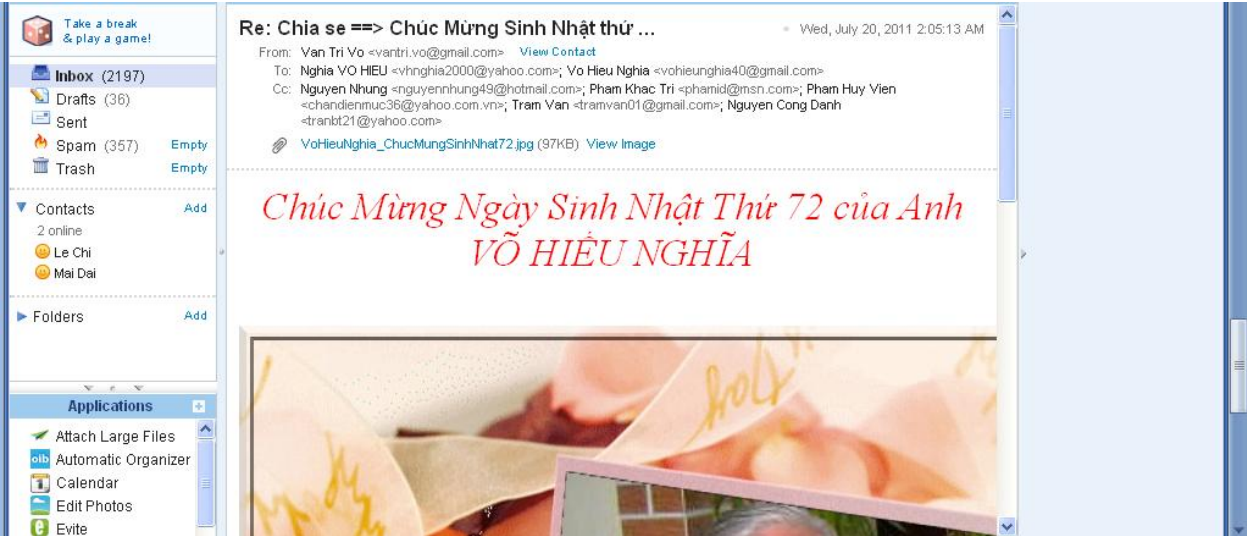 Take a break
& play a game!
Inbox (2197)
Drafts (36)
Sent
Spam (357) Empty
Trash Empty
Contacts Add
2 online
Le Chi
Mai Dai
Folders Add
Applications
Attach Large Files
oib Automatic Organizer
1 Calendar
Edit Photos
Evite
Re: Chia se ==> Chúc Mừng Sinh Nhật thứ ...
Wed, July 20, 2011 2:05:13 AM
From: Van Tri Vo <vantri.vo@gmail.com> View Contact
To: Nghia VO HIEU <vhnghia2000@yahoo.com>; Vo Hieu Nghia <vohieunghia40@gmail.com>
Cc: Nguyen Nhung <nguyennhung49@hotmail.com>; Pham Khac Tri <phamid@msn.com>; Pham Huy Vien
<chandienmuc36@yahoo.com.vn>; Tram Van <tramvan01@gmail.com>; Nguyen Cong Danh
<tranbt21@yahoo.com>
VoHieuNghia_ChucMungSinhNhat72.jpg (97KB) View Image
Chúc Mừng Ngày Sinh Nhật Thứ 72 của Anh
VÕ HIẾU NGHĨA